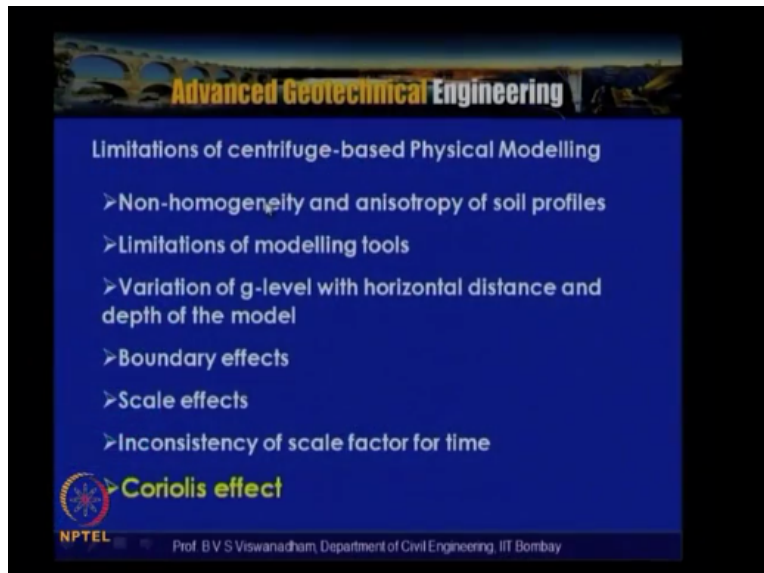 Advanced Geotechnical Engineering
Limitations of centrifuge-based Physical Modelling
➢Non-homogeneity and anisotropy of soil profiles
➢Limitations of modelling tools
➢Variation of g-level with horizontal distance and
depth of the model
➢Boundary effects
➢Scale effects
➢Inconsistency of scale factor for time
➢Coriolis effect
NPTEL
Prof. B V S Viswanadham, Department of Civil Engineering, IIT Bombay